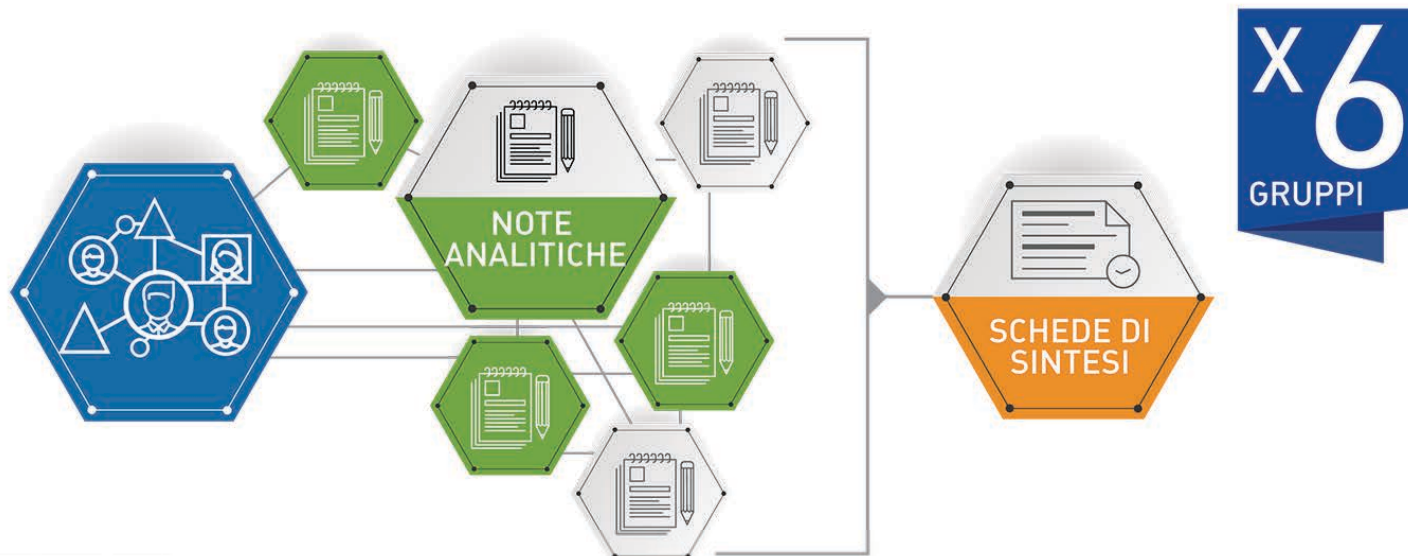 NOTE
ANALITICHE
SCHEDE DI
SINTESI
X 6
GRUPPI